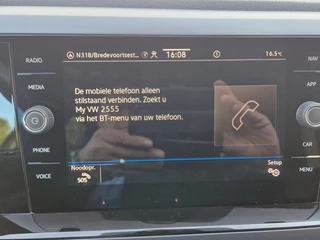 RADIO
MEDIA
PHONE
VOICE
N318/Bredevoortsest...
16:08
16.5°C
De mobiele telefoon alleen
stilstaand verbinden. Zoekt u
My VW 2555
via het BT-menu van uw telefoon.
Noodopr.
SOS
Setup
NAV
APP
CAR
MENU